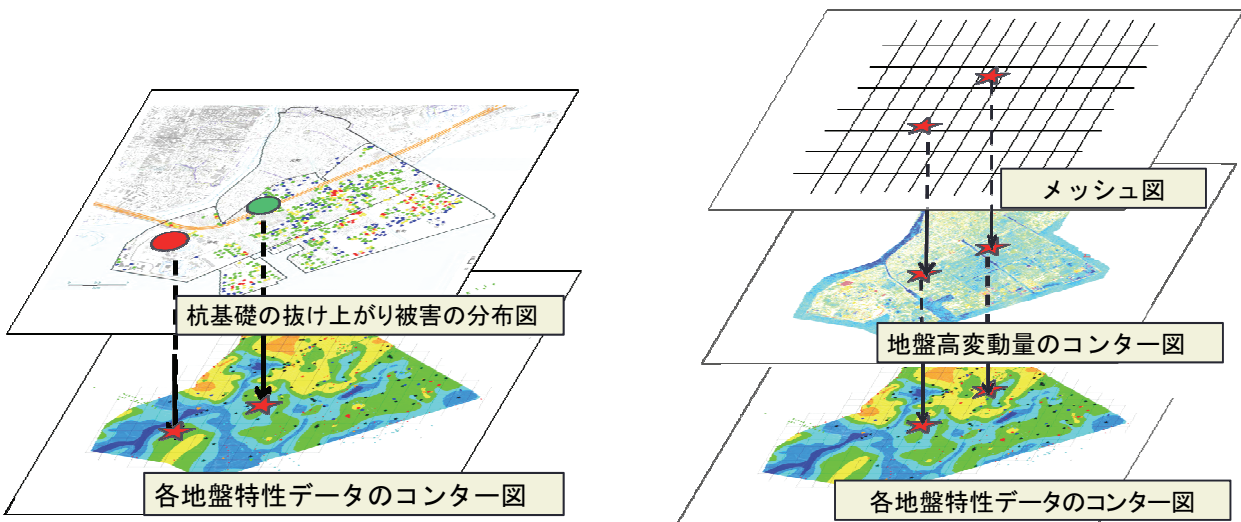 杭基礎の抜け上がり被害の分布図
各地盤特性データのコンター図
メッシュ図
地盤高変動量のコンター図
各地盤特性データのコンター図